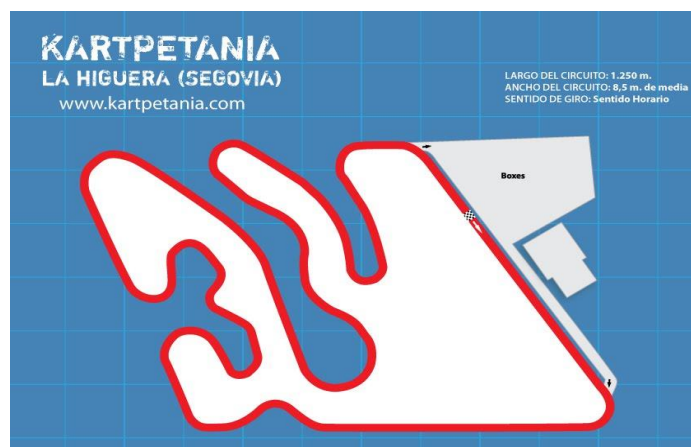 KARTPETANIA
LA HIGUERA (SEGOVIA)
www.kartpetania.com
LARGO DEL CIRCUITO: 1.250 m.
ANCHO DEL CIRCUITO: 8,5 m. de media
SENTIDO DE GIRO: Sentido Horario
Boxes